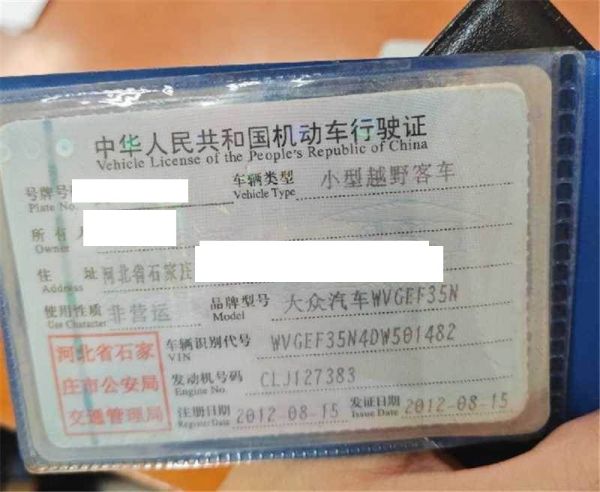 中华人民共和国机动车行驶证
Vehicle License of the People's Republic of China
号牌号 车辆类型 小型越野客车
Plate No. Vehicle Type
所有人
Owner
住址 河北省石家庄
Address
使用性质 非营运 品牌型号 大众汽车WVGEF35N
Use Character Model
河北省石家庄市公安局交通管理局
车辆识别代号 WVGEF35N4DW501482
VIN
发动机号码 CLJ127383
Engine No.
注册日期 2012-08-15 发证日期 2012-08-15
Register Date Issue Date